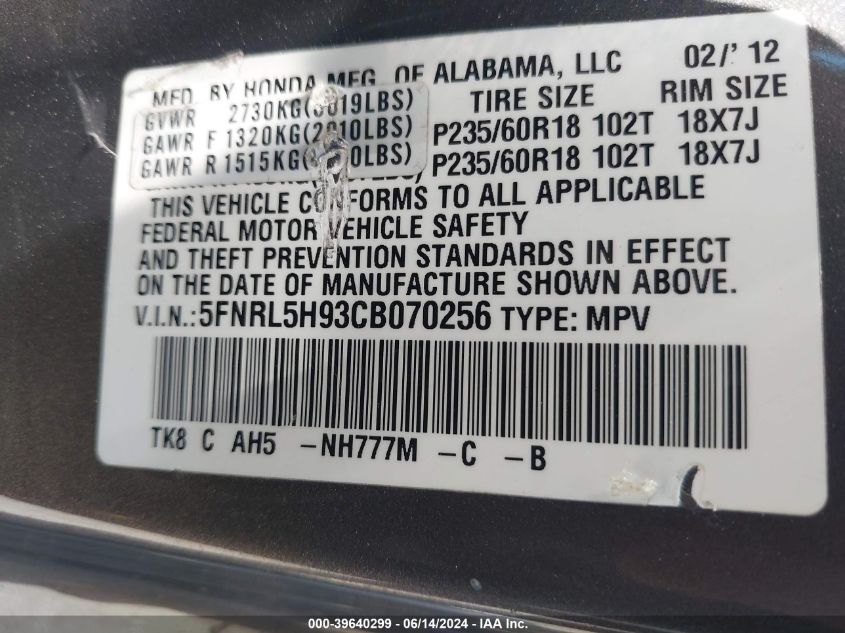 MFD. BY HONDA MFG. OF ALABAMA, LLC 02/' 12
GVWR 2730KG( TIRE SIZE RIM SIZE
GAWR F 1320KG( P235/60R18 102T 18X7J
GAWR R 1515KG( P235/60R18 102T 18X7J
THIS VEHICLE CONFORMS TO ALL APPLICABLE
FEDERAL MOTOR VEHICLE SAFETY
AND THEFT PREVENTION STANDARDS IN EFFECT
ON THE DATE OF MANUFACTURE SHOWN ABOVE.
V.I.N.:5FNRL5H93CB070256 TYPE: MPV
TK8 C AH5 -NH777M -C -B
000-39640299 - 06/14/2024 - IAA Inc.